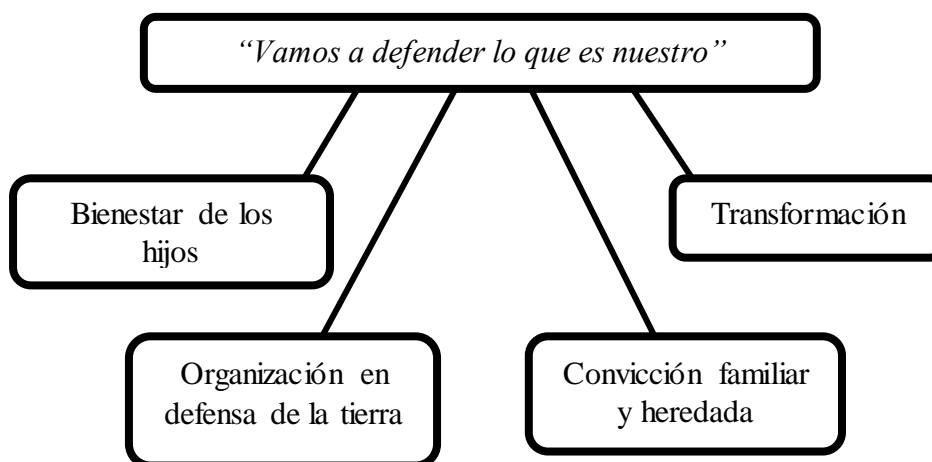 “Vamos a defender lo que es nuestro”
Bienestar de los
hijos
Transformación
Organización en
defensa de la tierra
Convicción familiar
y heredada